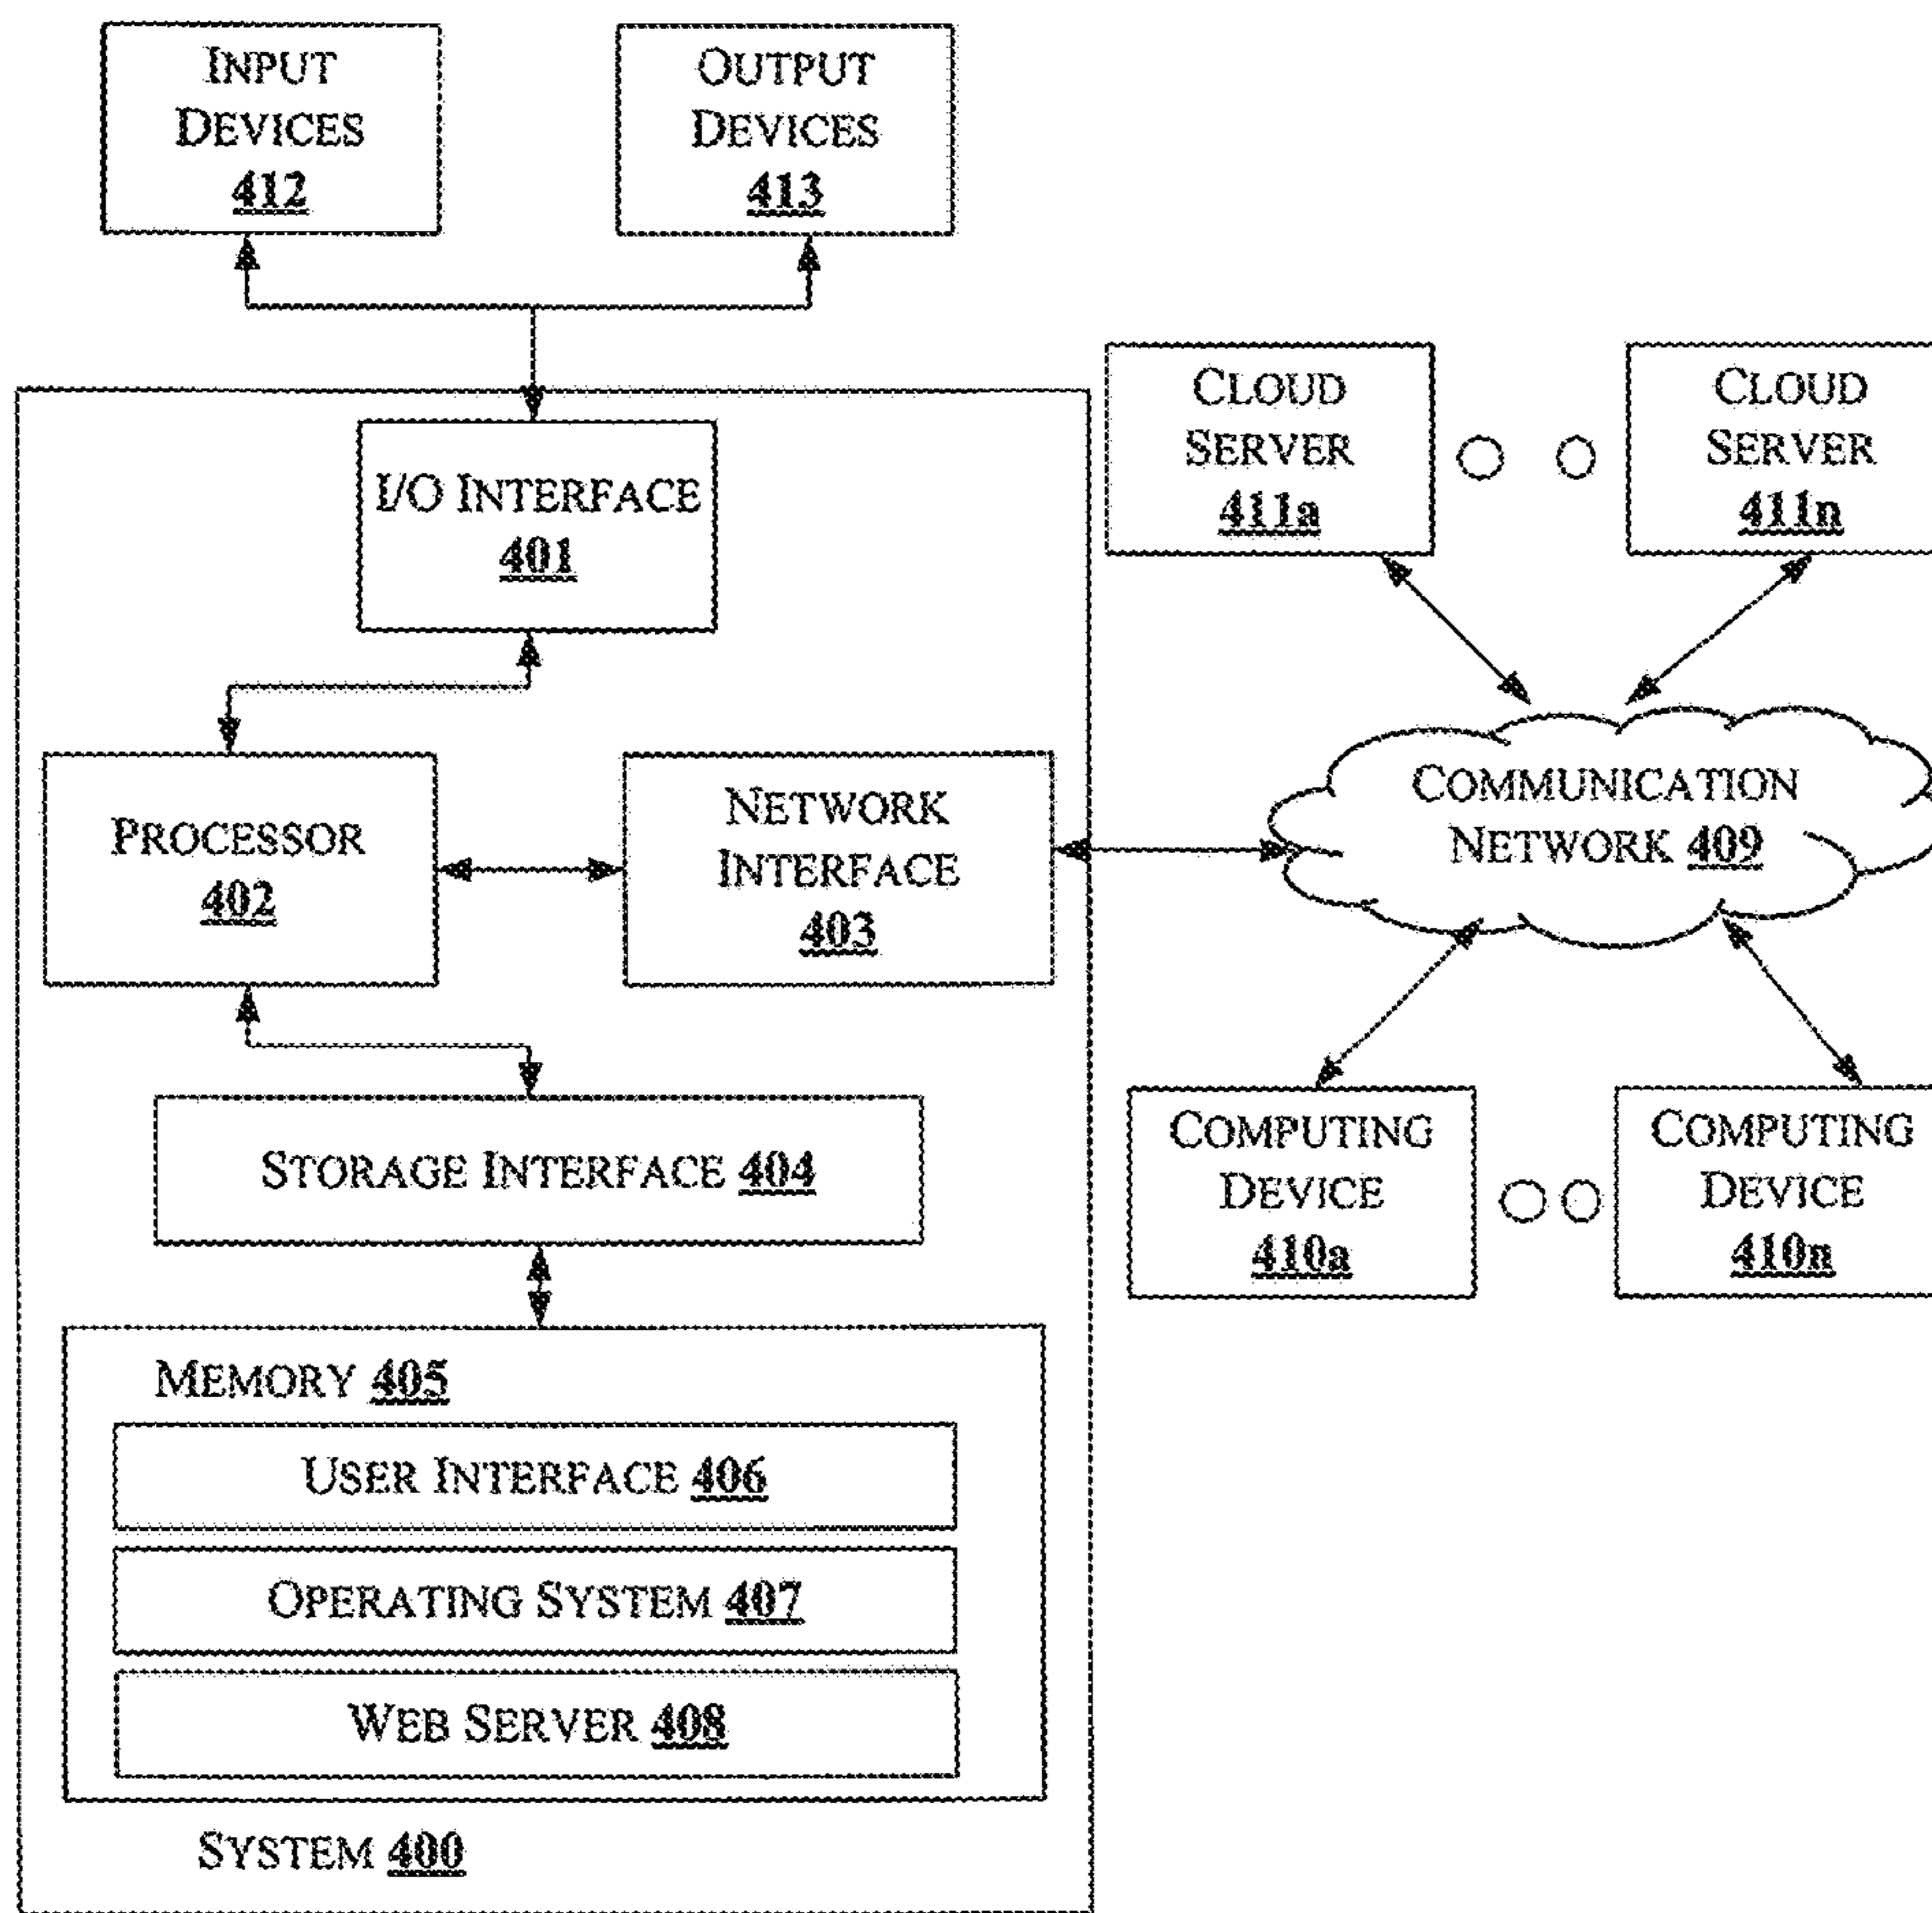 INPUT
DEVICES
412
OUTPUT
DEVICES
413
I/O INTERFACE
401
CLOUD
SERVER
411a
CLOUD
SERVER
411n
PROCESSOR
402
NETWORK
INTERFACE
403
COMMUNICATION
NETWORK 409
STORAGE INTERFACE 404
COMPUTING
DEVICE
410a
COMPUTING
DEVICE
410n
MEMORY 405
USER INTERFACE 406
OPERATING SYSTEM 407
WEB SERVER 408
SYSTEM 400